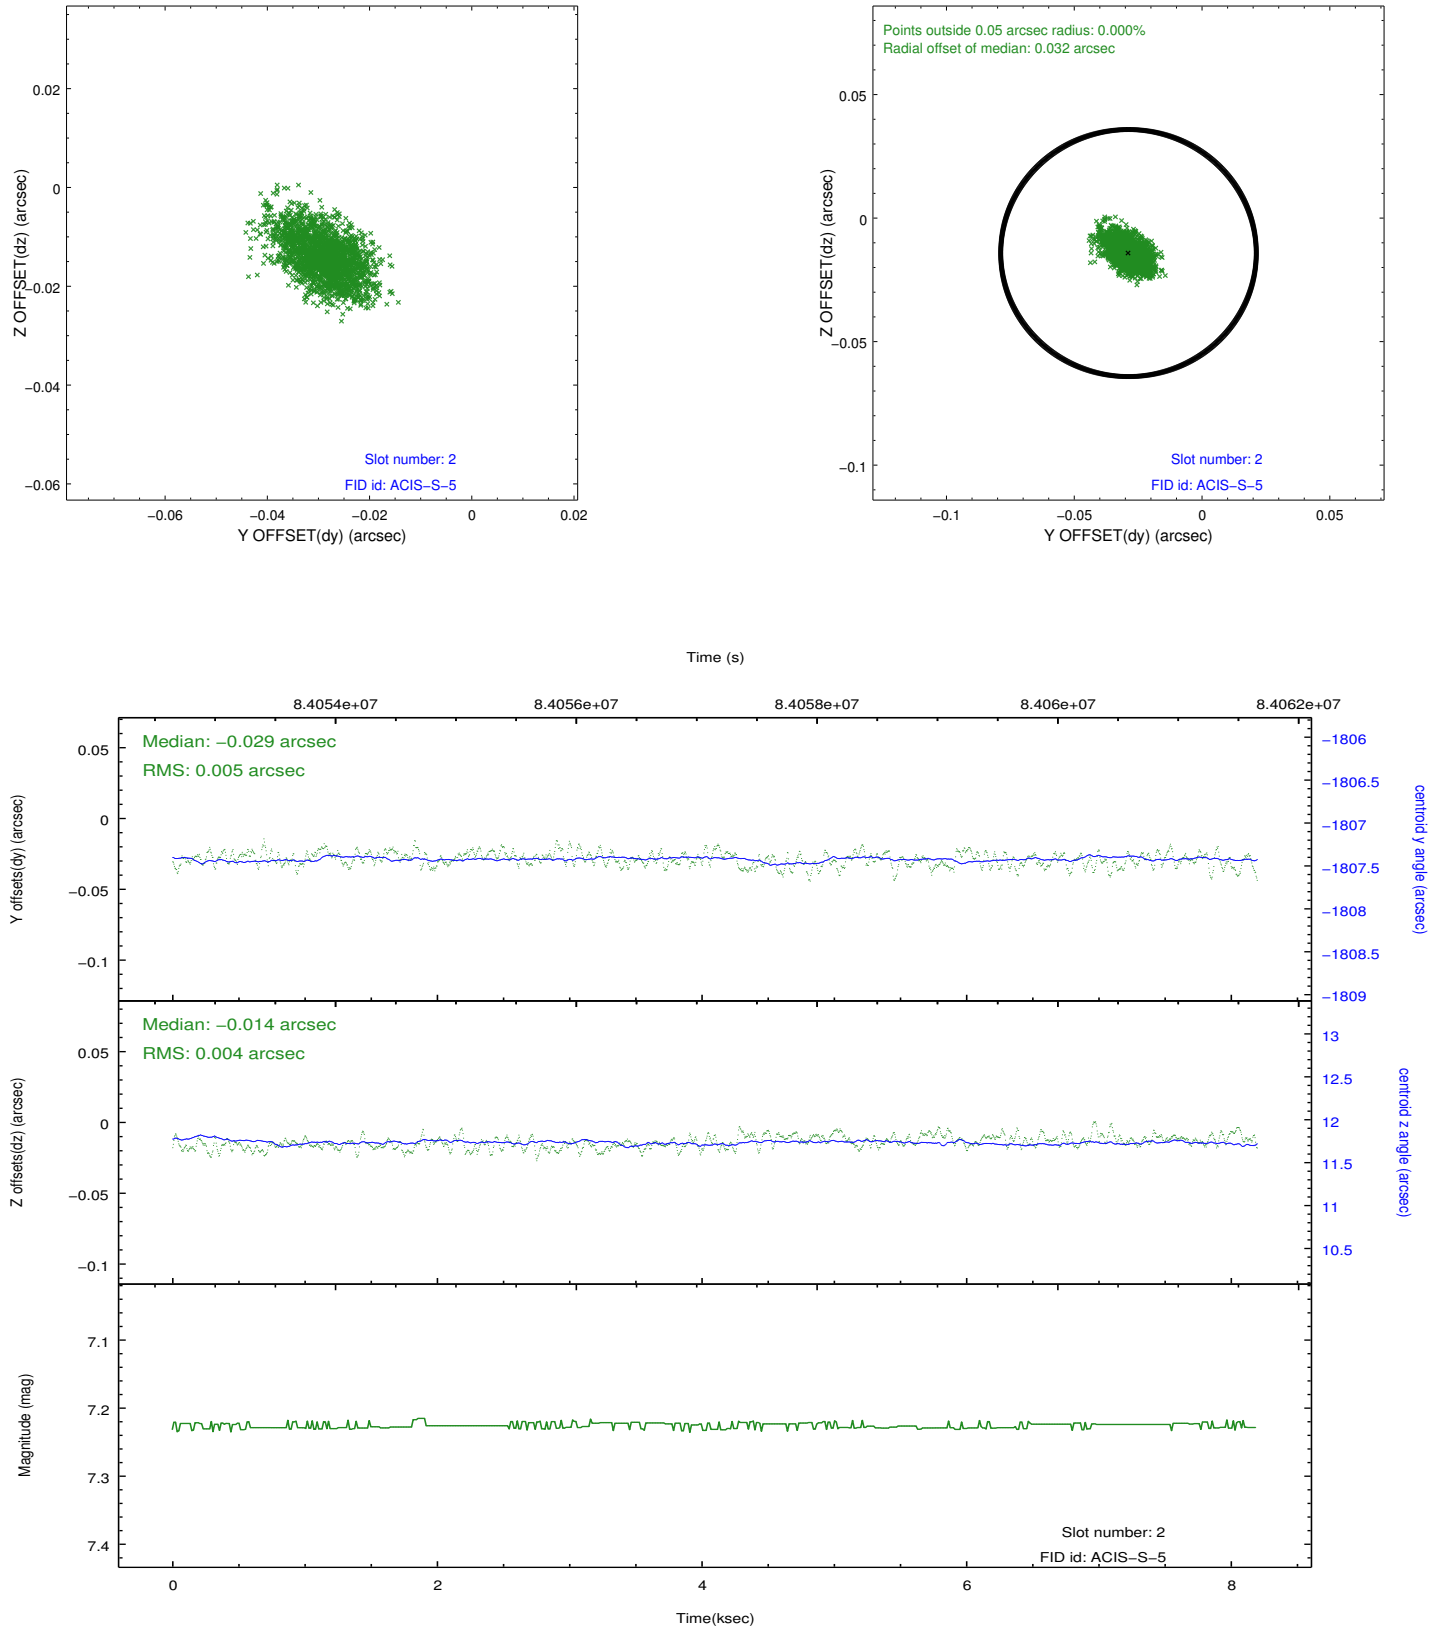 0.02
0
−0.02
−0.04
−0.06
Z OFFSET(dz) (arcsec)
Slot number: 2
FID id: ACIS−S−5
−0.06
−0.04
−0.02
0
0.02
Y OFFSET(dy) (arcsec)
Points outside 0.05 arcsec radius: 0.000%
Radial offset of median: 0.032 arcsec
0.05
0
−0.05
−0.1
Z OFFSET(dz) (arcsec)
Slot number: 2
FID id: ACIS−S−5
−0.1
−0.05
0
0.05
Y OFFSET(dy) (arcsec)
Time (s)
8.4054e+07
8.4056e+07
8.4058e+07
8.406e+07
8.4062e+07
Median: −0.029 arcsec
RMS: 0.005 arcsec
0.05
0
−0.05
−0.1
Y offsets(dy) (arcsec)
−1806
−1806.5
−1807
−1807.5
−1808
−1808.5
−1809
centroid y angle (arcsec)
Median: −0.014 arcsec
RMS: 0.004 arcsec
0.05
0
−0.05
−0.1
Z offsets(dz) (arcsec)
13
12.5
12
11.5
11
10.5
centroid z angle (arcsec)
7.1
7.2
7.3
7.4
Magnitude (mag)
Slot number: 2
FID id: ACIS−S−5
0
2
4
6
8
Time(ksec)